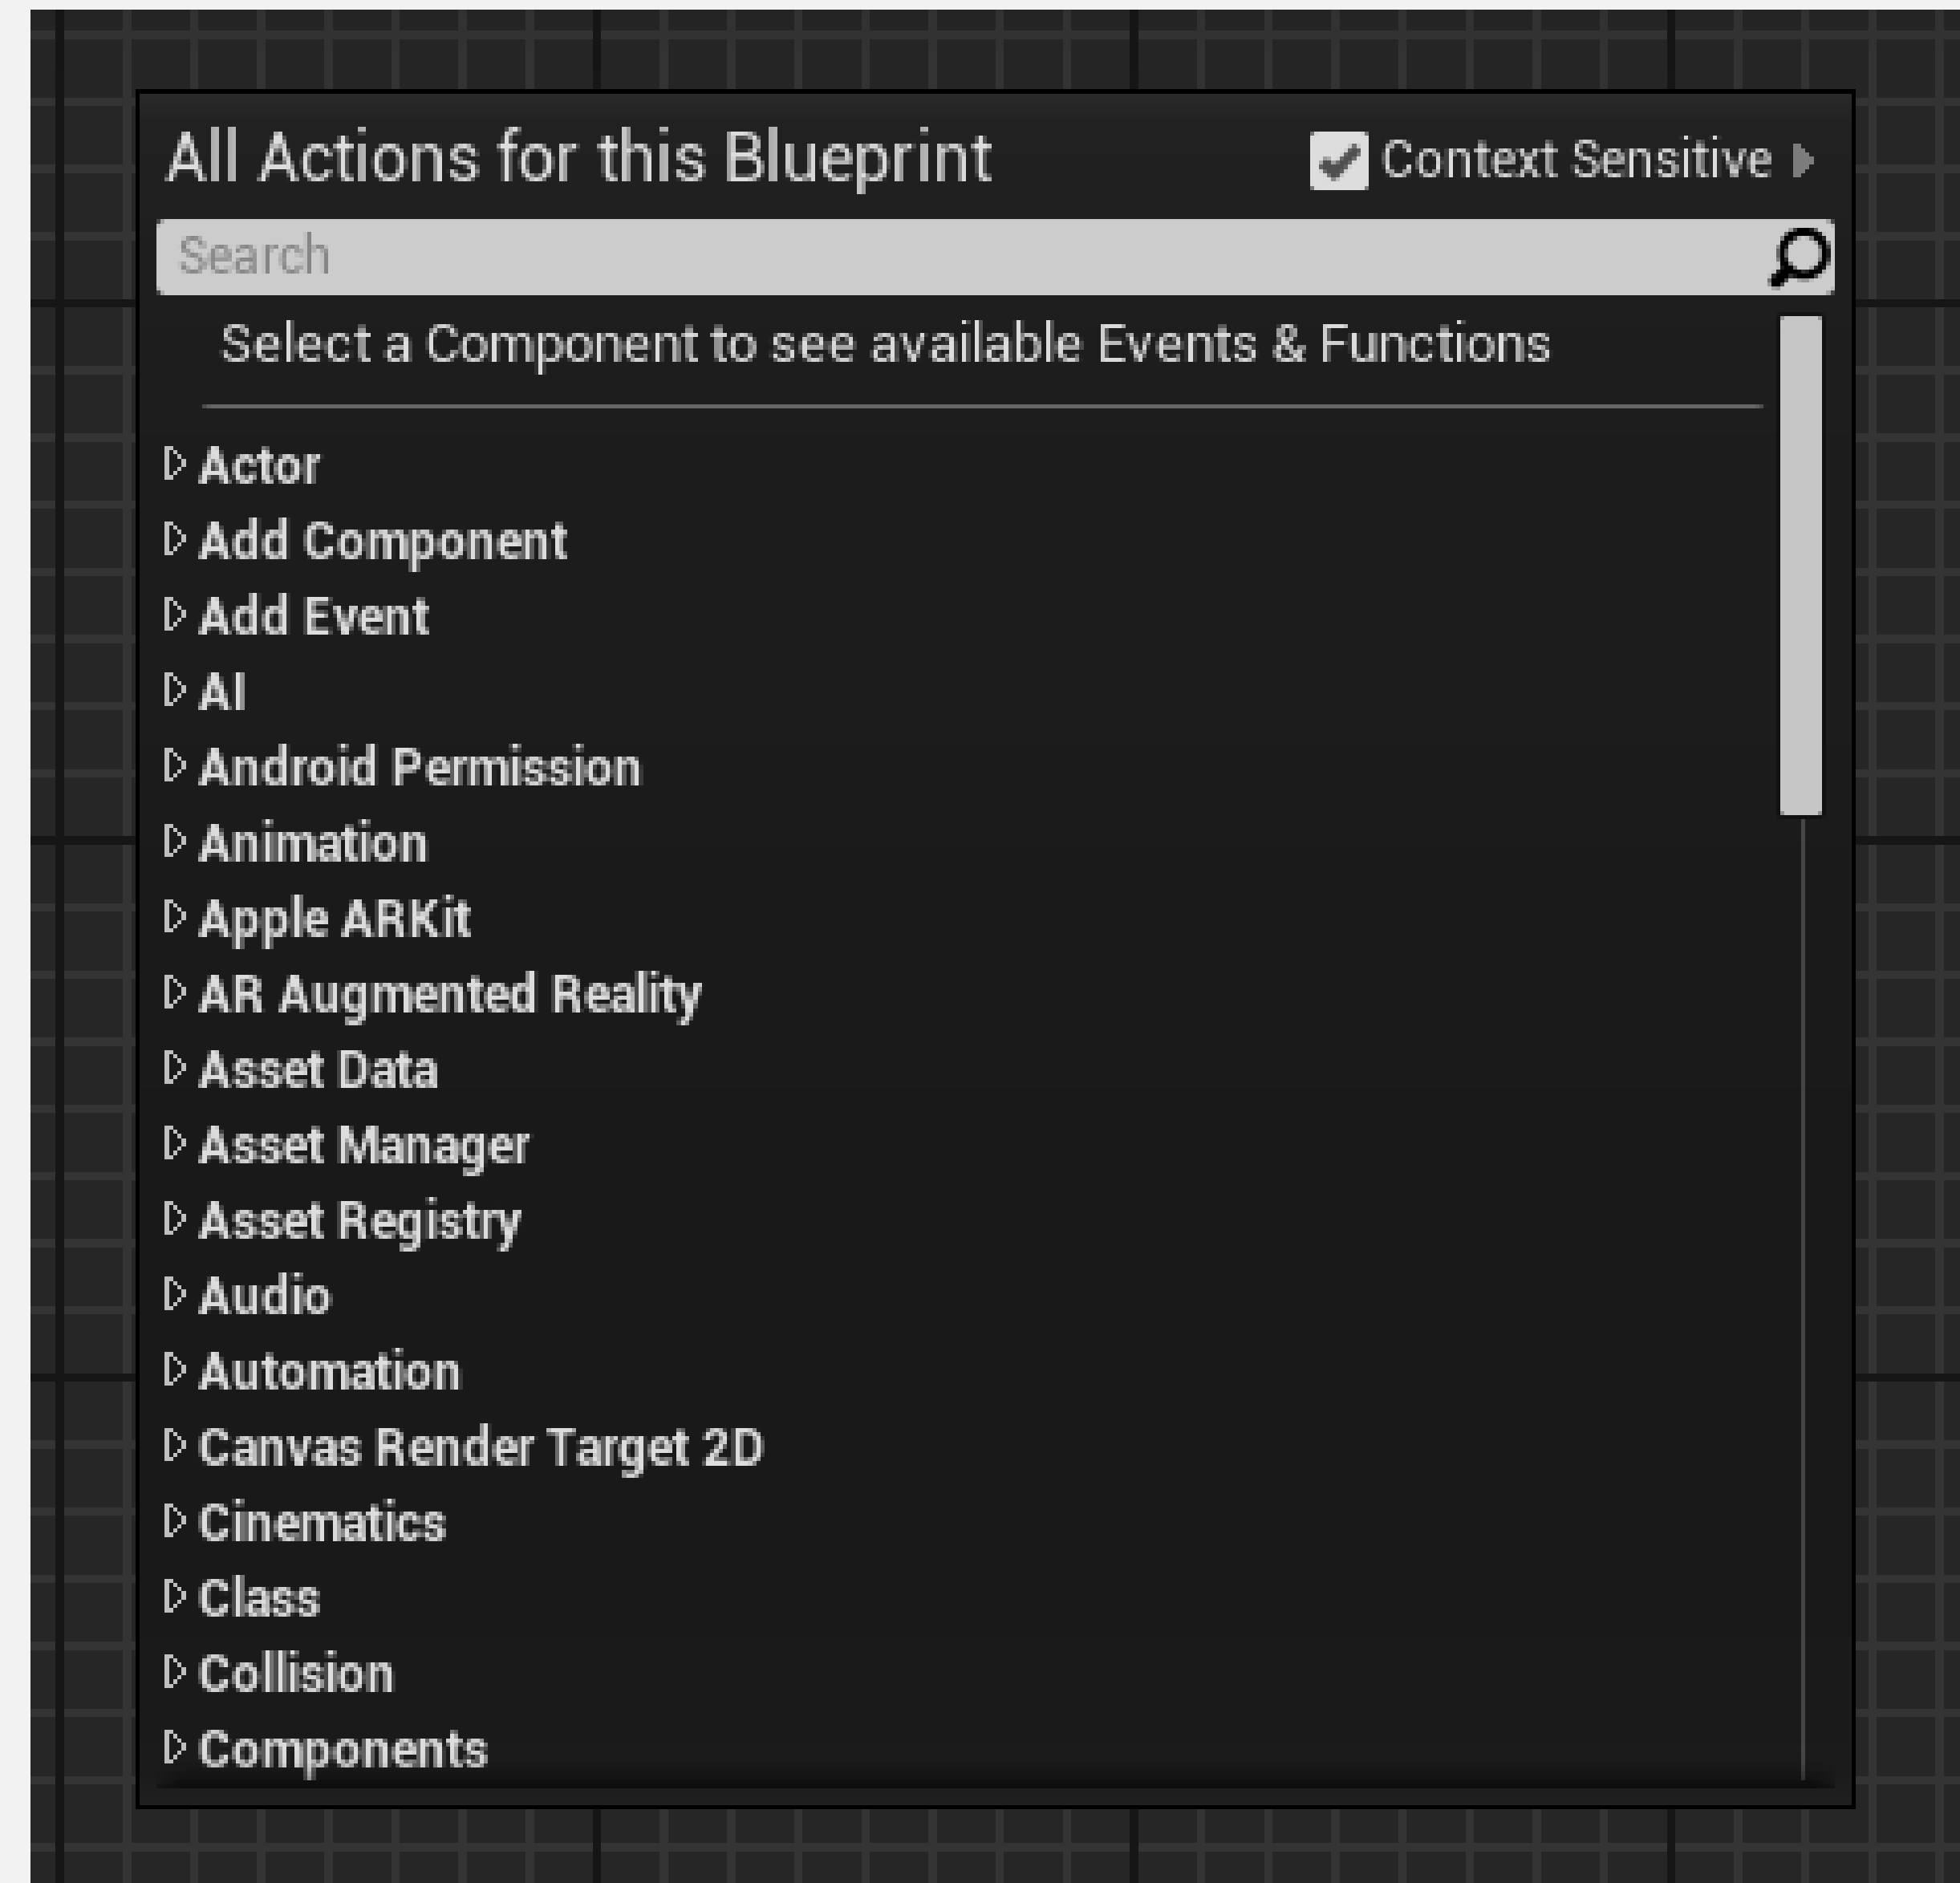 All Actions for this Blueprint Context Sensitive
Search
Select a Component to see available Events & Functions
Actor
Add Component
Add Event
AI
Android Permission
Animation
Apple ARKit
AR Augmented Reality
Asset Data
Asset Manager
Asset Registry
Audio
Automation
Canvas Render Target 2D
Cinematics
Class
Collision
Components